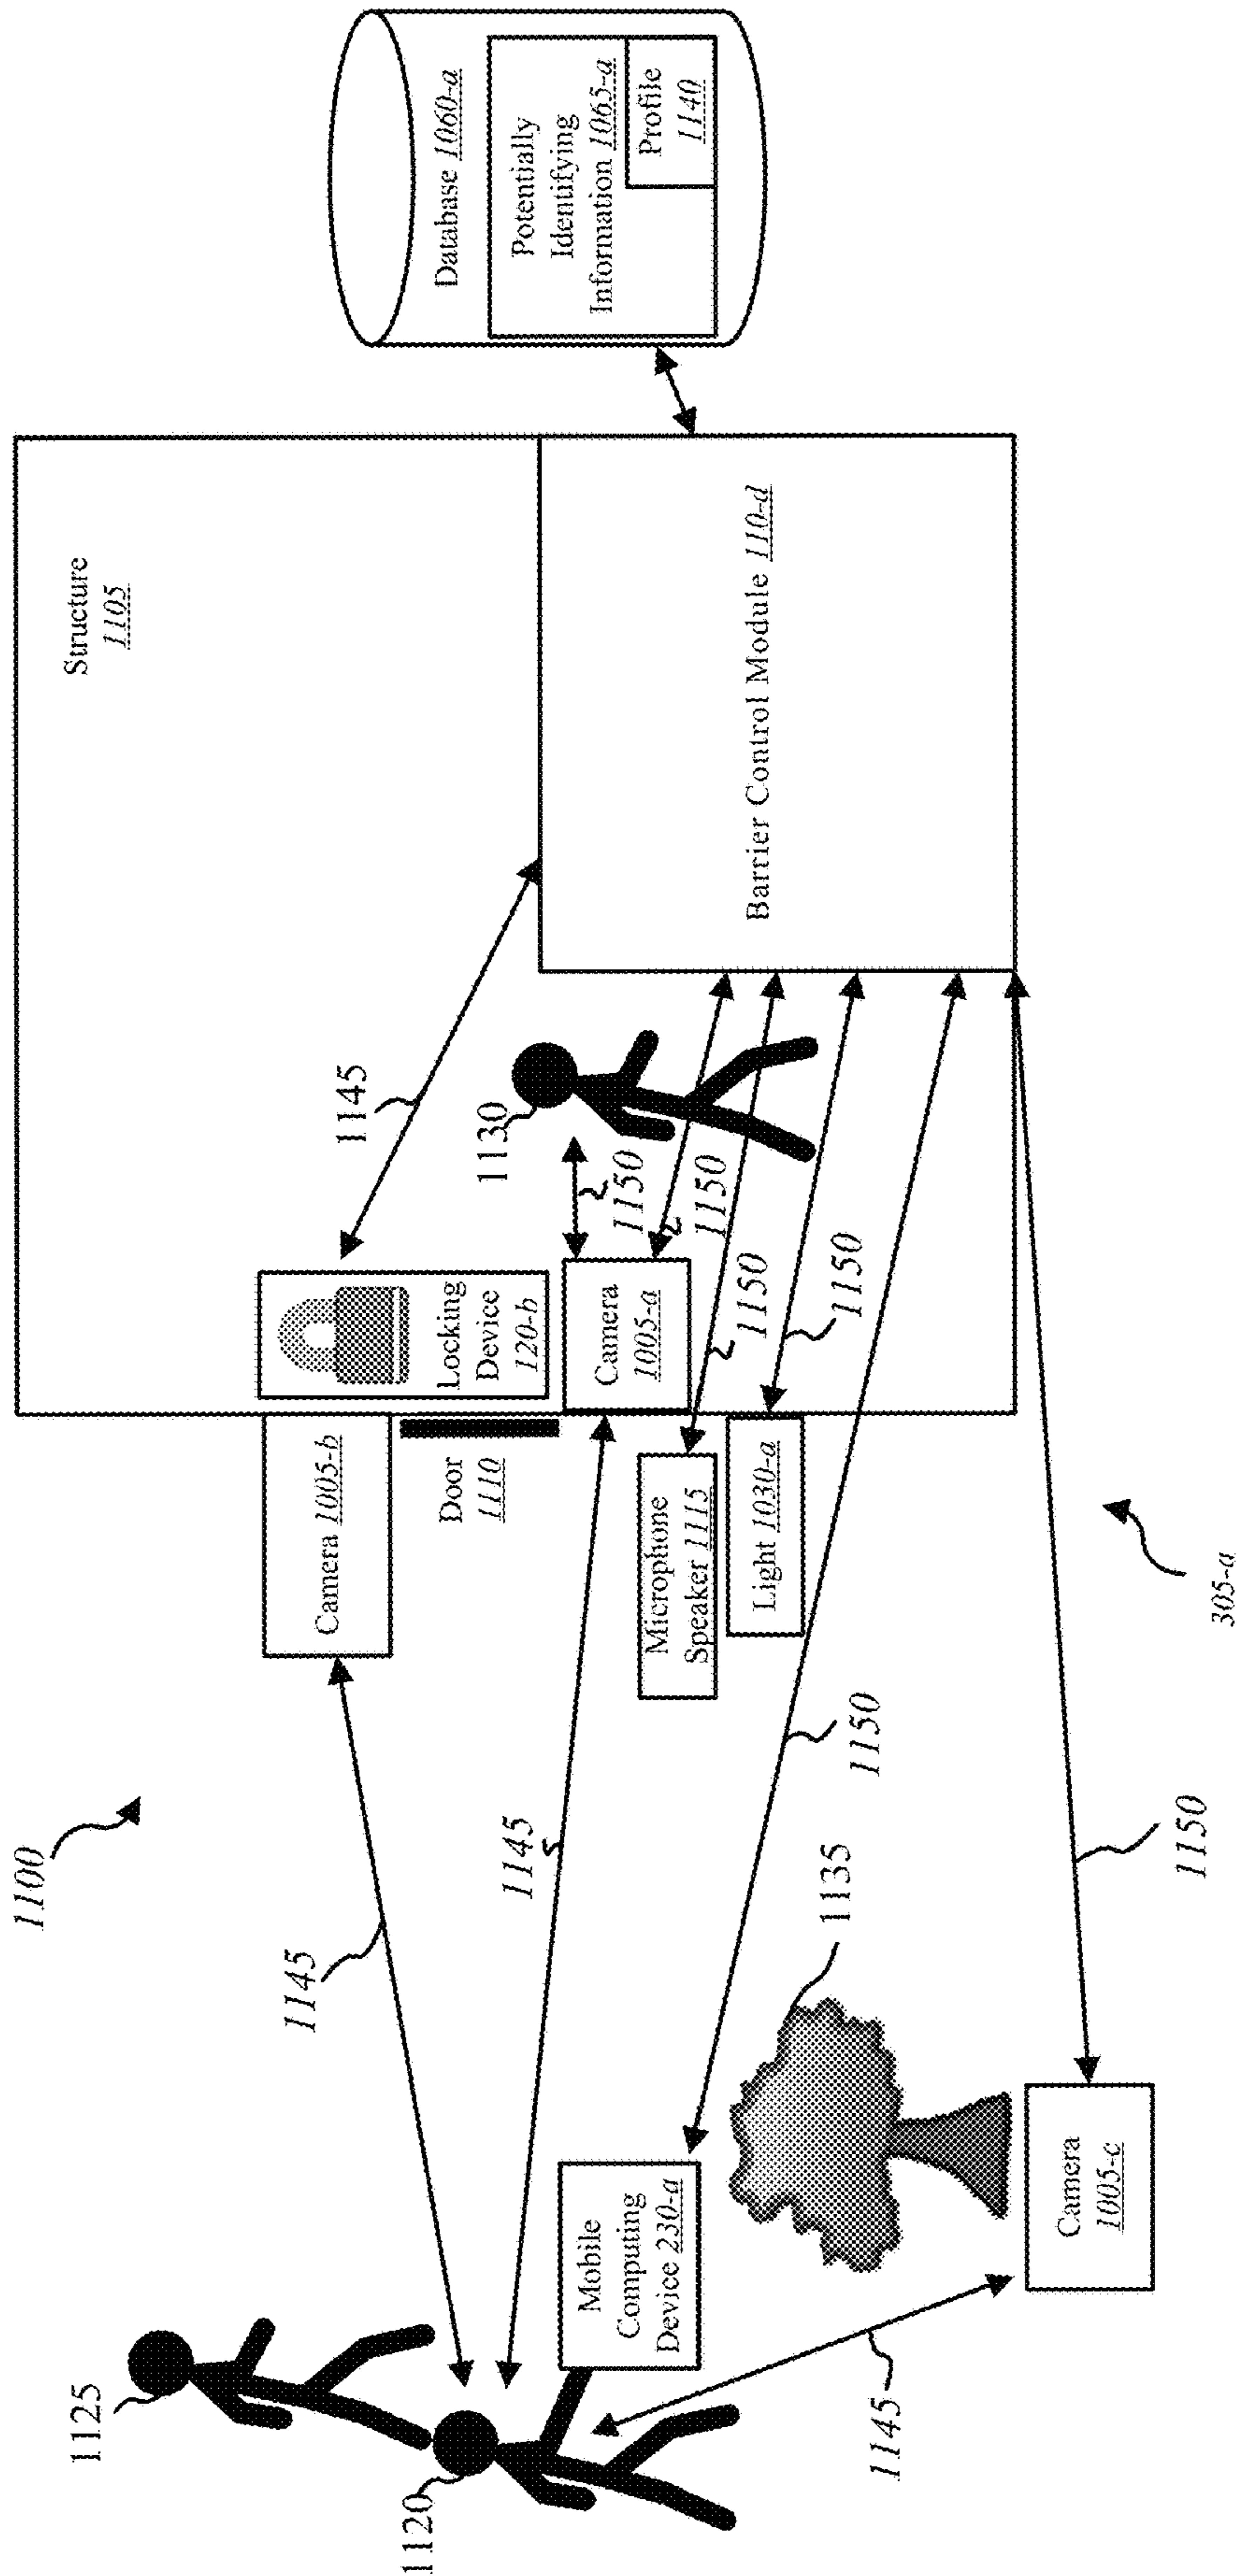 1100
1125
1120
1145
1145
1145
Mobile
Computing
Device 230-a
1135
Camera
1005-c
1150
1150
Camera 1005-b
Door
1110
Microphone
Speaker 1115
Light 1030-a
305-a
Structure
1105
Locking
Device
120-b
Camera
1005-a
1145
1130
1150
1150
1150
1150
Barrier Control Module 110-d
Database 1060-a
Potentially
Identifying
Information 1065-a
Profile
1140